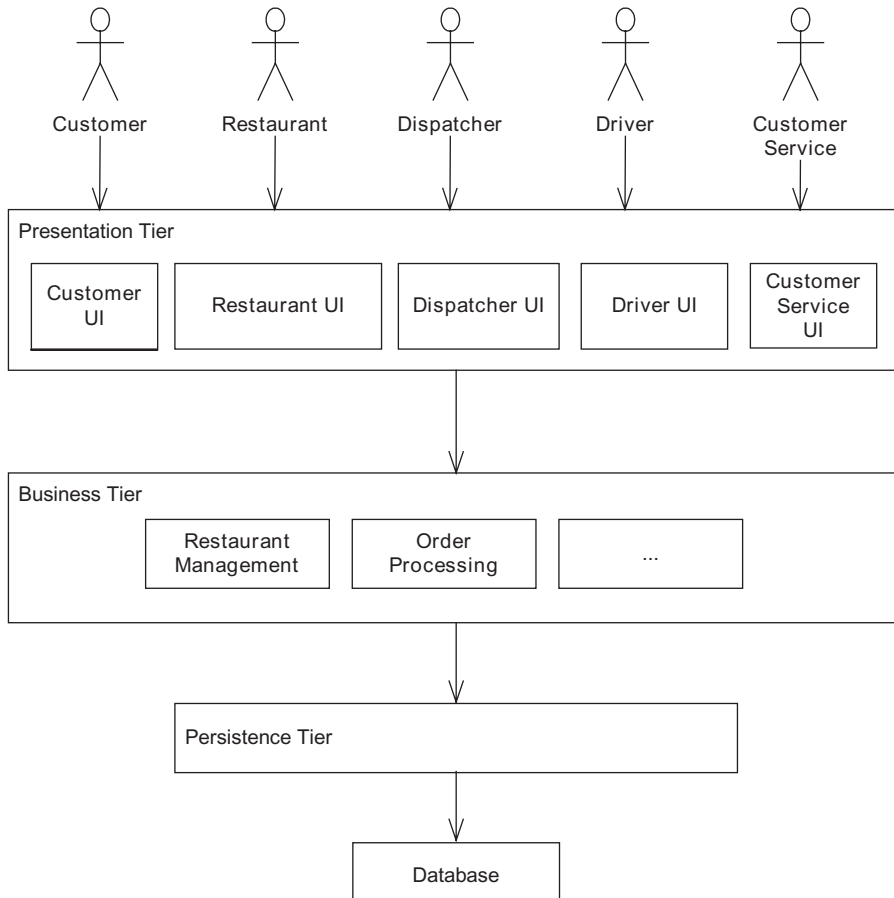 Customer
Restaurant
Dispatcher
Driver
Customer
Service
Presentation Tier
Customer
UI
Restaurant UI
Dispatcher UI
Driver UI
Customer
Service
UI
Business Tier
Restaurant
Management
Order
Processing
...
Persistence Tier
Database